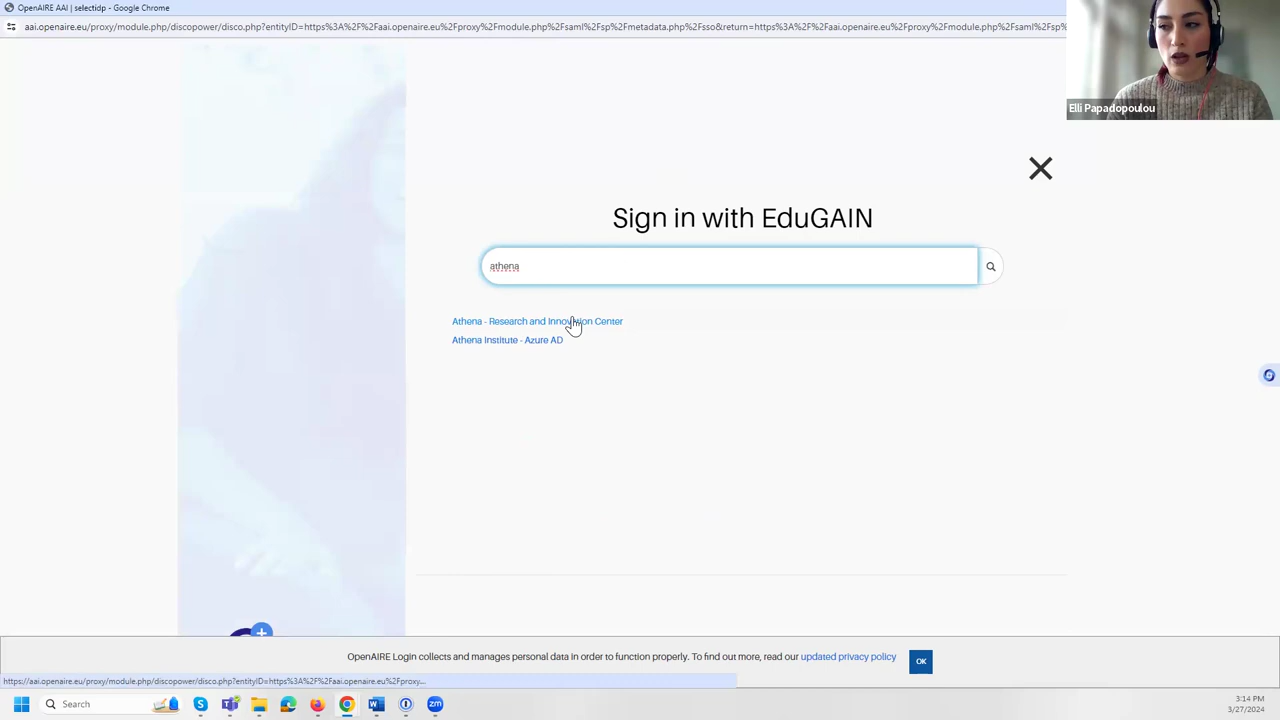 OpenAIRE AAI | selectidp - Google Chrome
aai.openaire.eu/proxy/module.php/discopower/disco.php?entityID=https%3A%2F%2Faai.openaire.eu%2Fproxy%2Fmodule.php%2Fsaml%2Fsp%2Fmetadata.php%2Fsso&return=https%3A%2F%2Faai.openaire.eu%2Fproxy%2Fmodule.php%2Fsaml%2Fsp%
Elli Papadopoulou
Sign in with EduGAIN
athena
Athena - Research and Innovation Center
Athena Institute - Azure AD
OpenAIRE Login collects and manages personal data in order to function properly. To find out more, read our updated privacy policy
OK
https://aai.openaire.eu/proxy/module.php/discopower/disco.php?entityID=https%3A%2F%2Faai.openaire.eu%2Fproxy...
Search
3:14 PM
3/27/2024